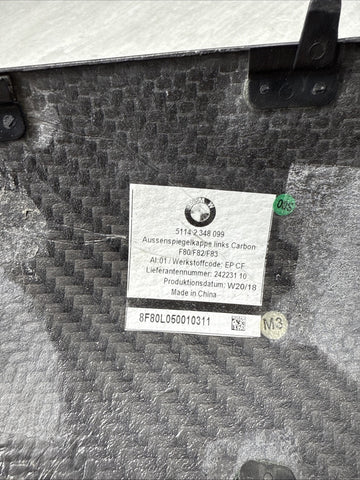 BMW
5114 2 348 099
Aussenspiegelkappe links Carbon
F80/F82/F83
AI:01 / Werkstoffcode: EP CF
Lieferantennummer: 242231 10
Produktionsdatum: W20/18
Made in China
8F80L050010311
M3